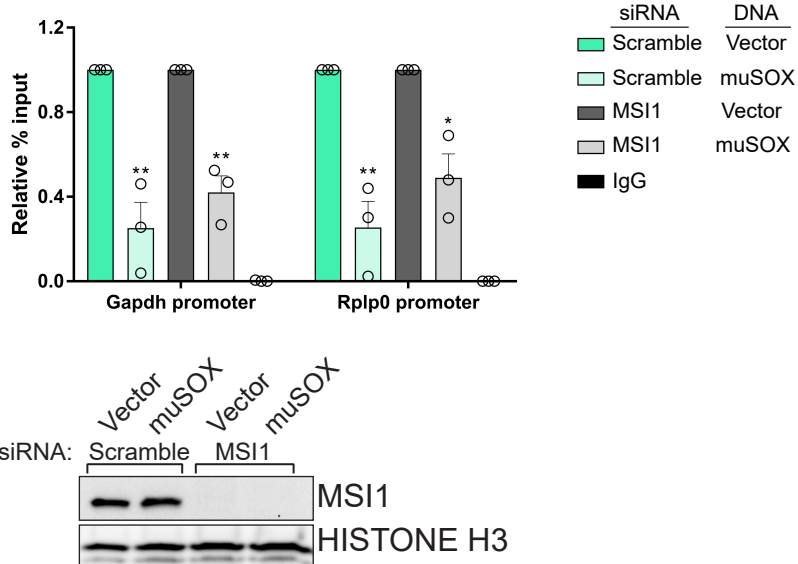 siRNA DNA
Scramble Vector
Scramble muSOX
MSI1 Vector
MSI1 muSOX
IgG
Relative % input
1.2
0.8
0.4
0.0
** ** ** *
Gapdh promoter Rplp0 promoter
Vector muSOX Vector muSOX
siRNA: Scramble MSI1
MSI1
HISTONE H3